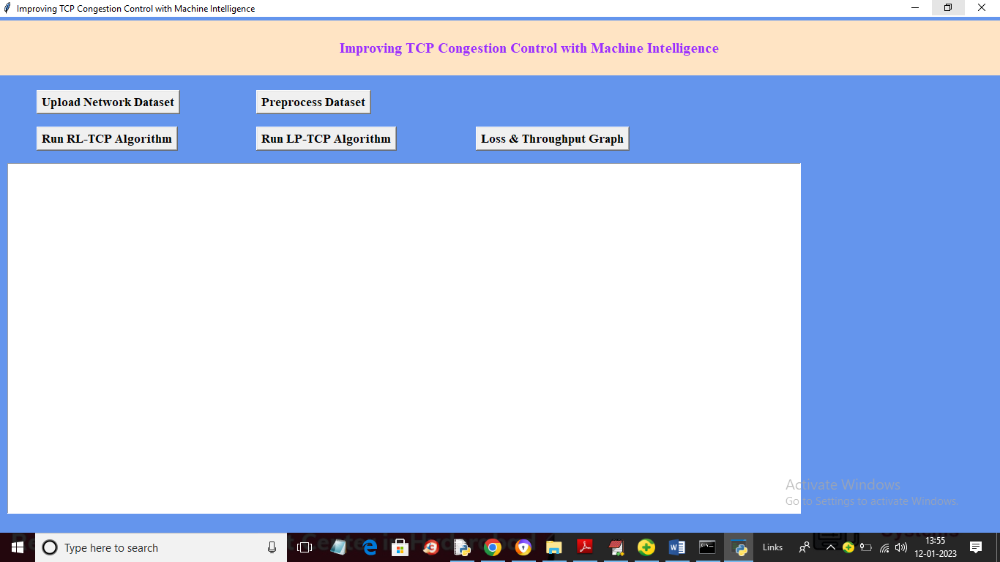 Improving TCP Congestion Control with Machine Intelligence
Improving TCP Congestion Control with Machine Intelligence
Upload Network Dataset
Preprocess Dataset
Run RL-TCP Algorithm
Run LP-TCP Algorithm
Loss & Throughput Graph
Activate Windows
Go to Settings to activate Windows.
Type here to search
Links
13:55
12-01-2023